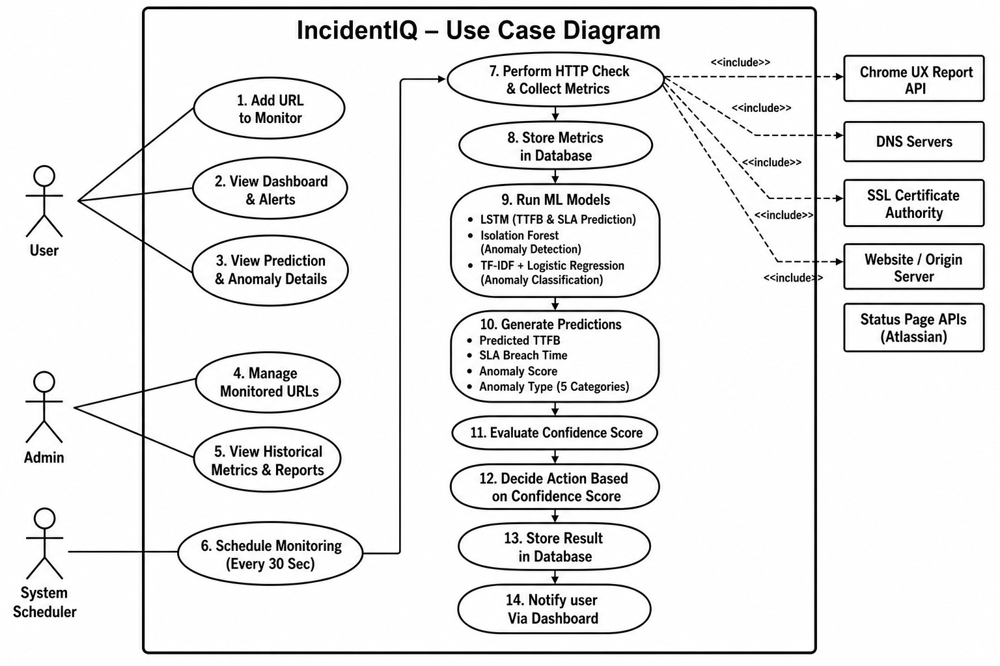 IncidentIQ – Use Case Diagram
1. Add URL
to Monitor
2. View Dashboard
& Alerts
3. View Prediction
& Anomaly Details
User
4. Manage
Monitored URLs
5. View Historical
Metrics & Reports
Admin
6. Schedule Monitoring
(Every 30 Sec)
System
Scheduler
7. Perform HTTP Check
& Collect Metrics
8. Store Metrics
in Database
9. Run ML Models
• LSTM (TTFB & SLA Prediction)
• Isolation Forest
(Anomaly Detection)
• TF-IDF + Logistic Regression
(Anomaly Classification)
10. Generate Predictions
• Predicted TTFB
• SLA Breach Time
• Anomaly Score
• Anomaly Type (5 Categories)
11. Evaluate Confidence Score
12. Decide Action Based
on Confidence Score
13. Store Result
in Database
14. Notify user
Via Dashboard
<<include>>
<<include>>
<<include>>
<<include>>
<<include>>
Chrome UX Report
API
DNS Servers
SSL Certificate
Authority
Website / Origin
Server
Status Page APIs
(Atlassian)